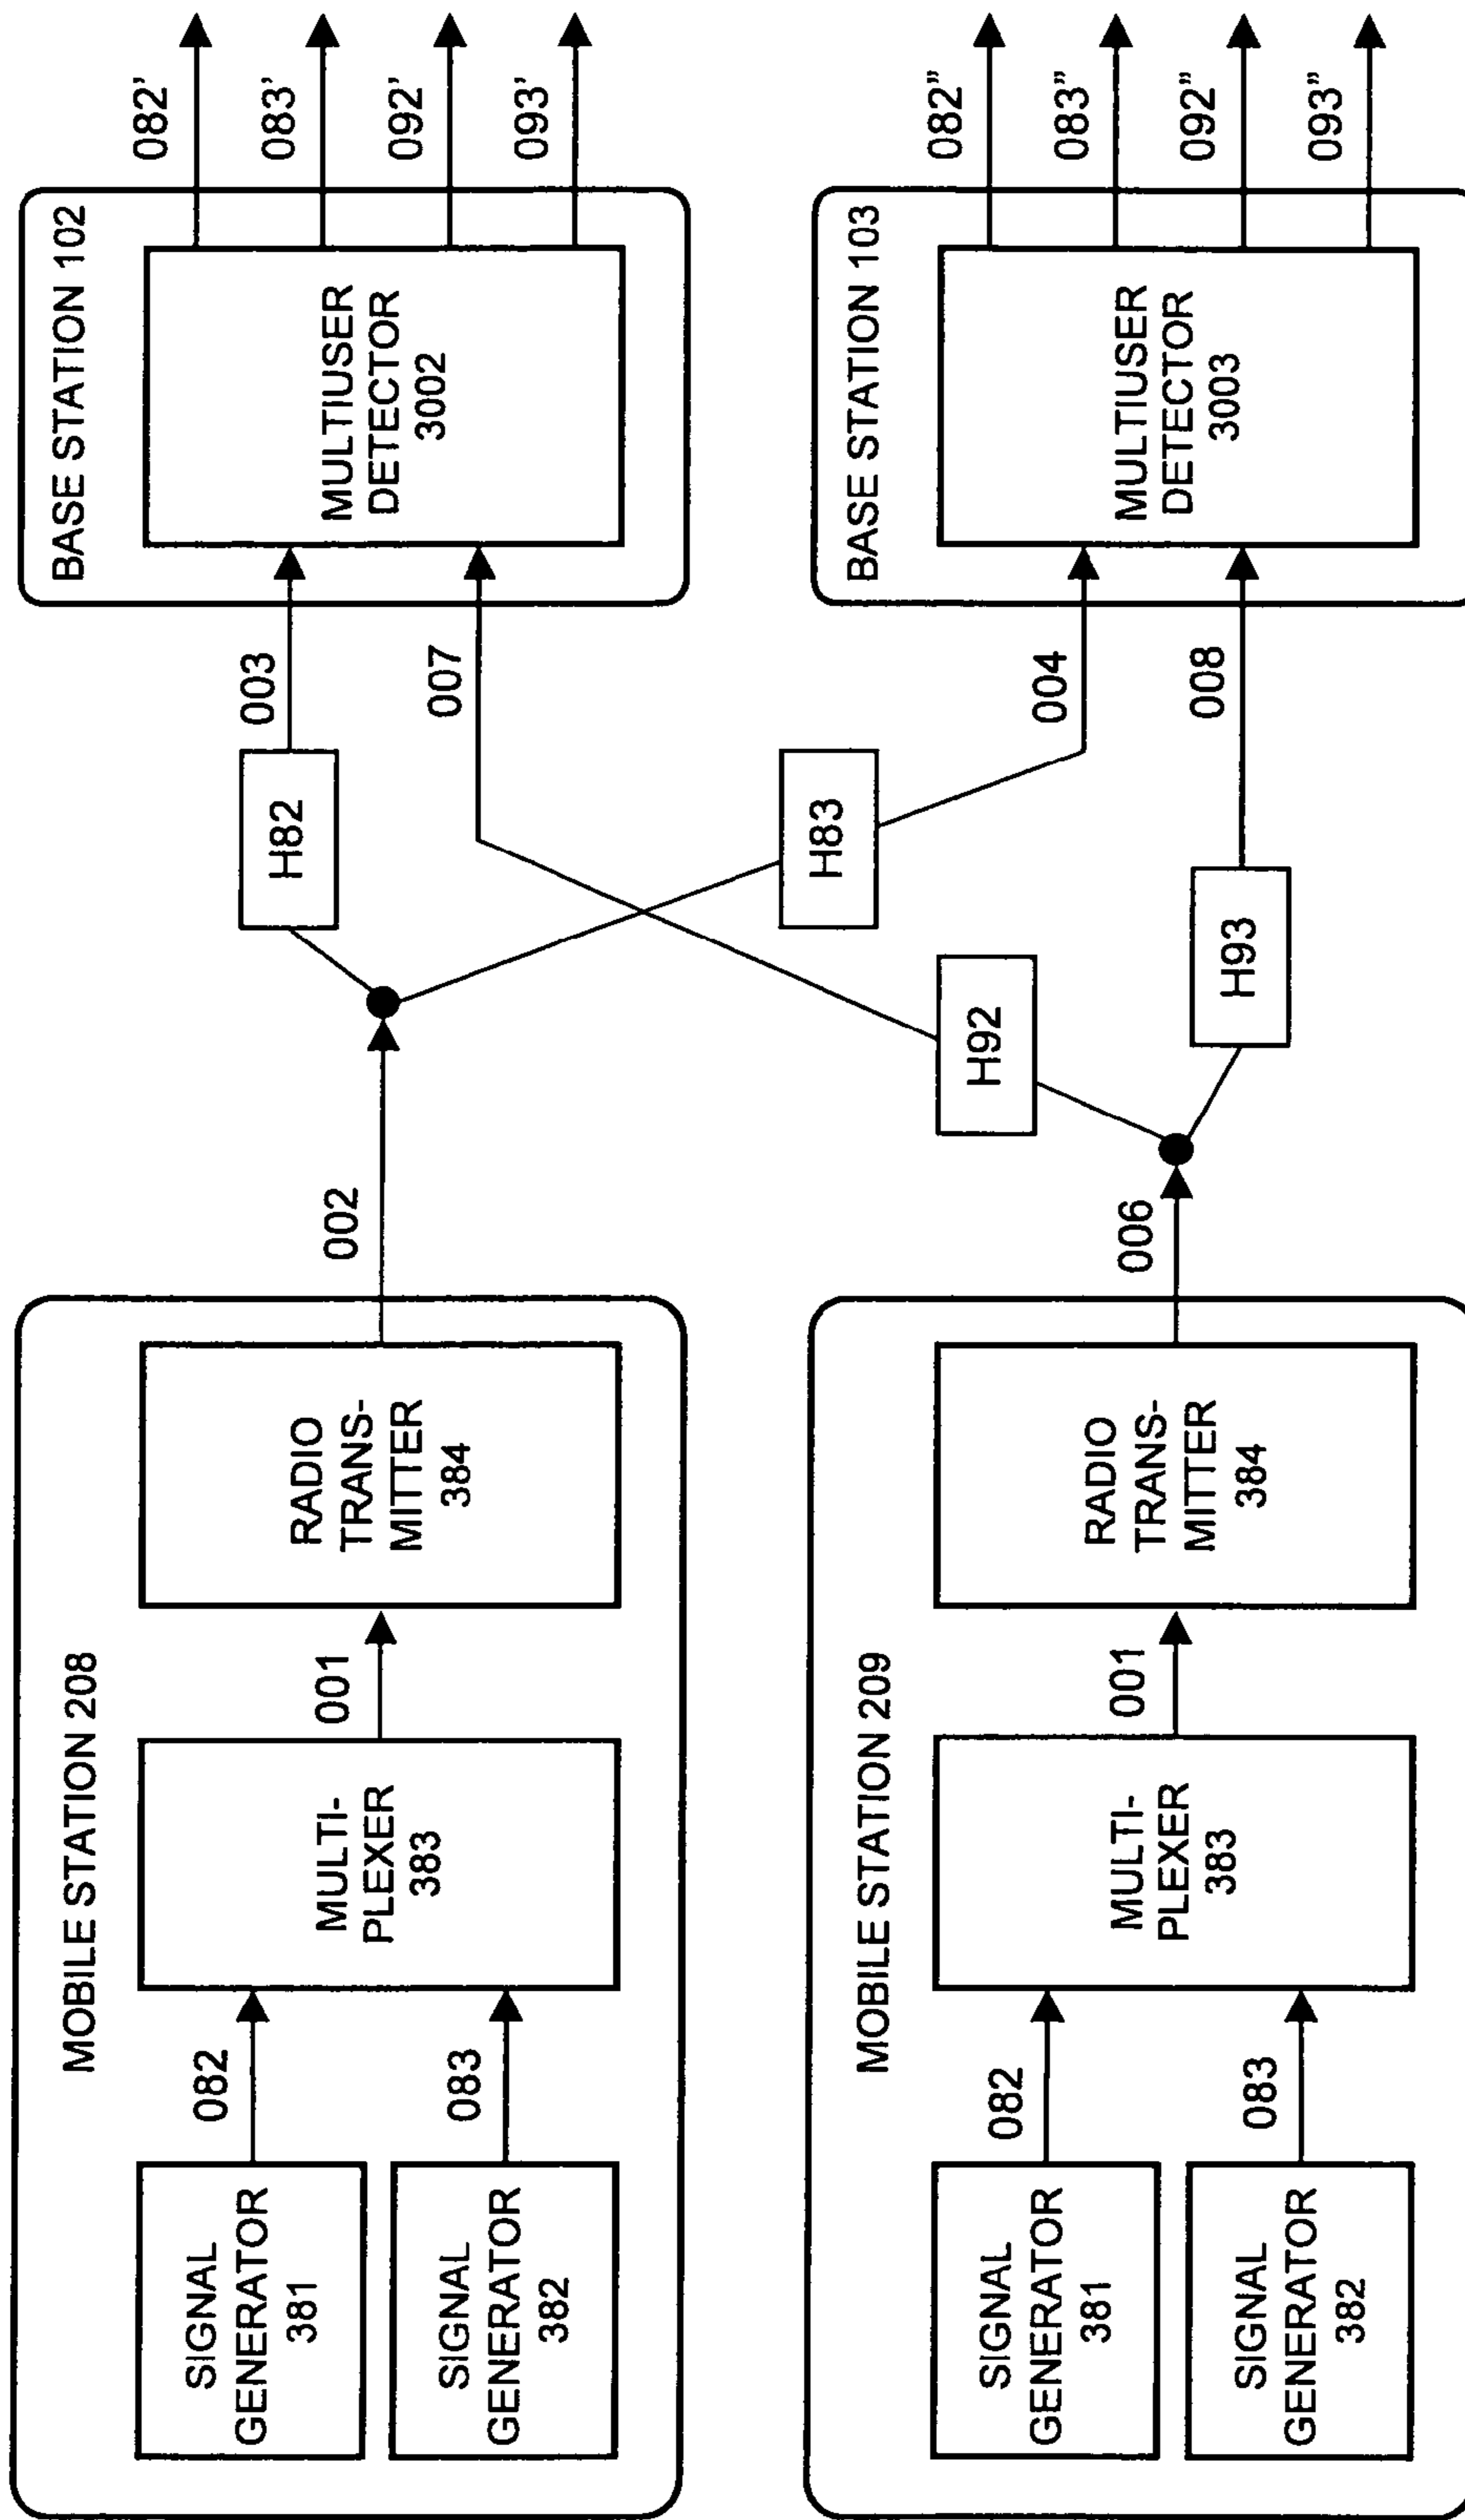 MOBILE STATION 208
SIGNAL
GENERATOR
381
SIGNAL
GENERATOR
382
082
083
MULTI-
PLEXER
383
001
RADIO
TRANS-
MITTER
384
002
H82
H83
003
007
BASE STATION 102
MULTIUSER
DETECTOR
3002
082'
083'
092'
093'
MOBILE STATION 209
SIGNAL
GENERATOR
381
SIGNAL
GENERATOR
382
082
083
MULTI-
PLEXER
383
001
RADIO
TRANS-
MITTER
384
006
H92
H93
004
008
BASE STATION 103
MULTIUSER
DETECTOR
3003
082"
083"
092"
093"